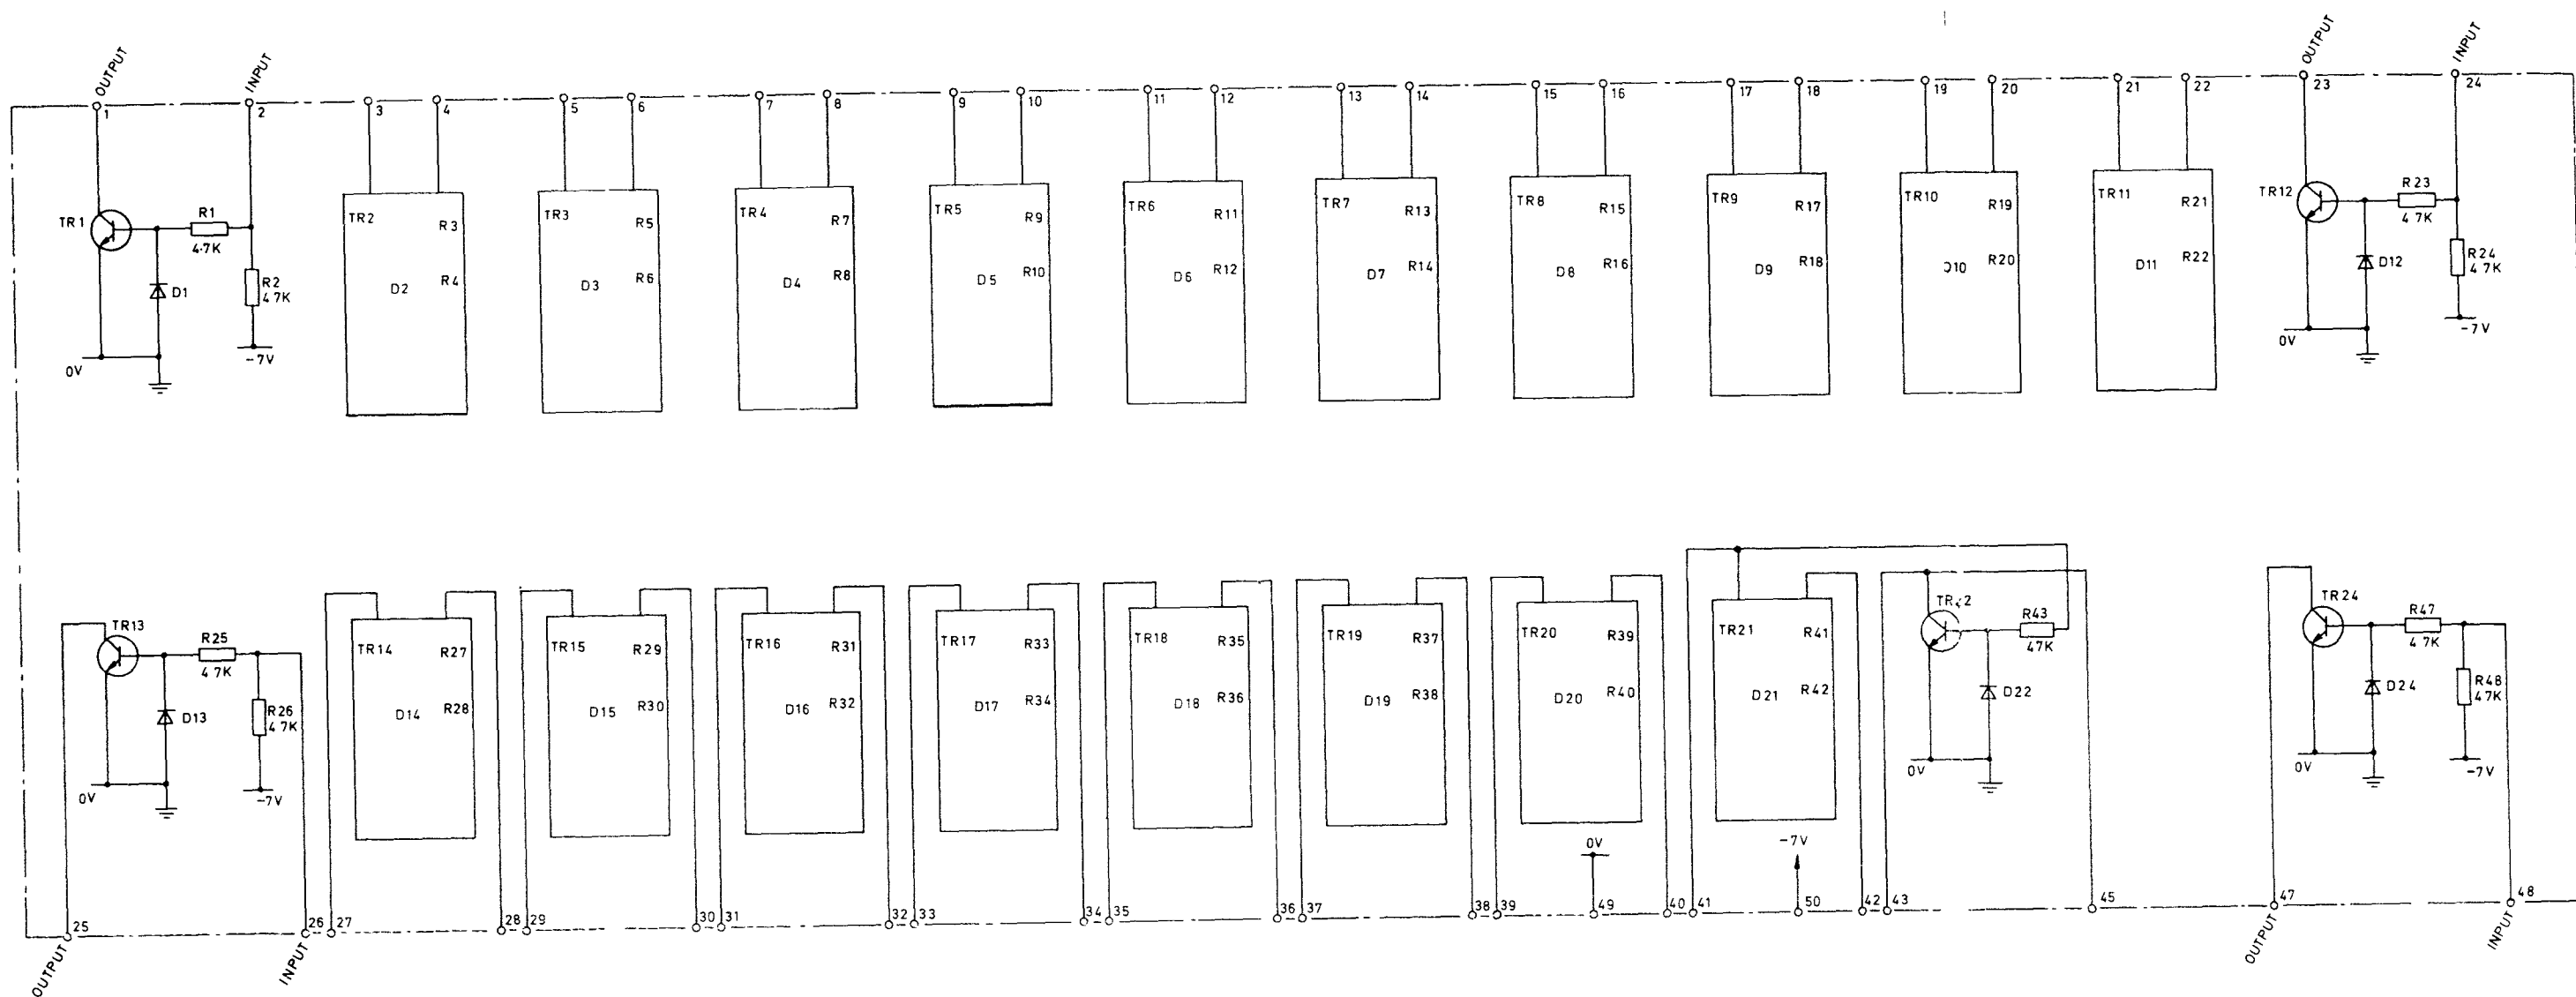 OUTPUT INPUT OUTPUT INPUT
1 2 3 4 5 6 7 8 9 10 11 12 13 14 15 16 17 18 19 20 21 22 23 24
TR1 R1 4.7K R2 4.7K D1 0V -7V
TR2 R3 R4 D2
TR3 R5 R6 D3
TR4 R7 R8 D4
TR5 R9 R10 D5
TR6 R11 R12 D6
TR7 R13 R14 D7
TR8 R15 R16 D8
TR9 R17 R18 D9
TR10 R19 R20 D10
TR11 R21 R22 D11
TR12 R23 4.7K R24 4.7K D12 0V -7V
TR13 R25 4.7K R26 4.7K D13 0V -7V
TR14 R27 R28 D14
TR15 R29 R30 D15
TR16 R31 R32 D16
TR17 R33 R34 D17
TR18 R35 R36 D18
TR19 R37 R38 D19
TR20 R39 R40 D20
0V
TR21 R41 R42 D21
-7V
R43 47K D22 0V
TR24 R47 4.7K R48 47K D24 0V -7V
25 26 27 28 29 30 31 32 33 34 35 36 37 38 39 49 40 41 50 42 43 45 47 48
OUTPUT INPUT OUTPUT INPUT